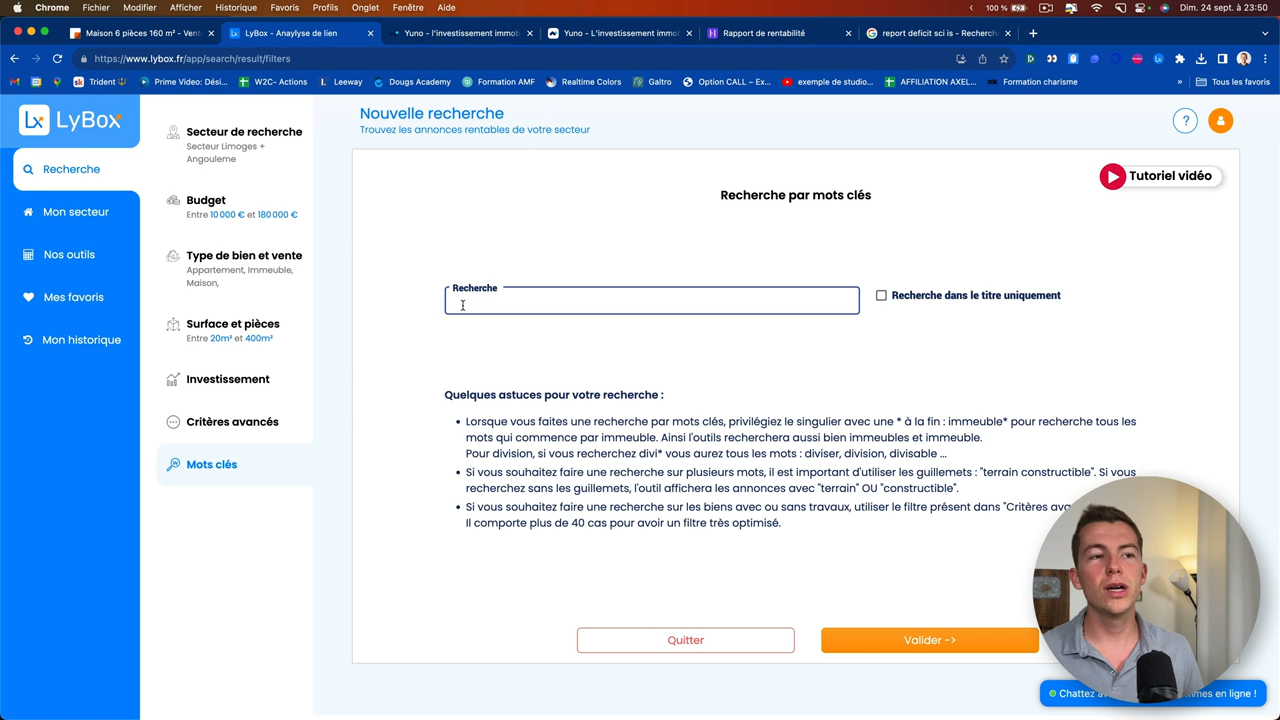 Chrome Fichier Modifier Afficher Historique Favoris Profils Onglet Fenêtre Aide 100 % Dim. 24 sept. à 23:50
Maison 6 pièces 160 m² - Vent
LyBox - Anaylyse de lien
Yuno - l'investissement immob
Yuno - L'investissement immo
Rapport de rentabilité
report deficit sci is - Recherc
https://www.lybox.fr/app/search/result/filters
Trident
Prime Video: Dési...
W2C- Actions
Leeway
Dougs Academy
Formation AMF
Realtime Colors
Galtro
Option CALL – Ex...
exemple de studio...
AFFILIATION AXEL...
Formation charisme
» Tous les favoris
Lx LyBox
Recherche
Mon secteur
Nos outils
Mes favoris
Mon historique
Secteur de recherche
Secteur Limoges +
Angouleme
Budget
Entre 10 000 € et 180 000 €
Type de bien et vente
Appartement, Immeuble,
Maison,
Surface et pièces
Entre 20m² et 400m²
Investissement
Critères avancés
Mots clés
Nouvelle recherche
Trouvez les annonces rentables de votre secteur
?
Tutoriel vidéo
Recherche par mots clés
Recherche
Recherche dans le titre uniquement
Quelques astuces pour votre recherche :
• Lorsque vous faites une recherche par mots clés, privilégiez le singulier avec une * à la fin : immeuble* pour recherche tous les
mots qui commence par immeuble. Ainsi l'outils recherchera aussi bien immeubles et immeuble.
Pour division, si vous recherchez divi* vous aurez tous les mots : diviser, division, divisable ...
• Si vous souhaitez faire une recherche sur plusieurs mots, il est important d'utiliser les guillemets : "terrain constructible". Si vous
recherchez sans les guillemets, l'outil affichera les annonces avec "terrain" OU "constructible".
• Si vous souhaitez faire une recherche sur les biens avec ou sans travaux, utiliser le filtre présent dans "Critères ava
Il comporte plus de 40 cas pour avoir un filtre très optimisé.
Quitter
Valider ->
Chattez a mmes en ligne !